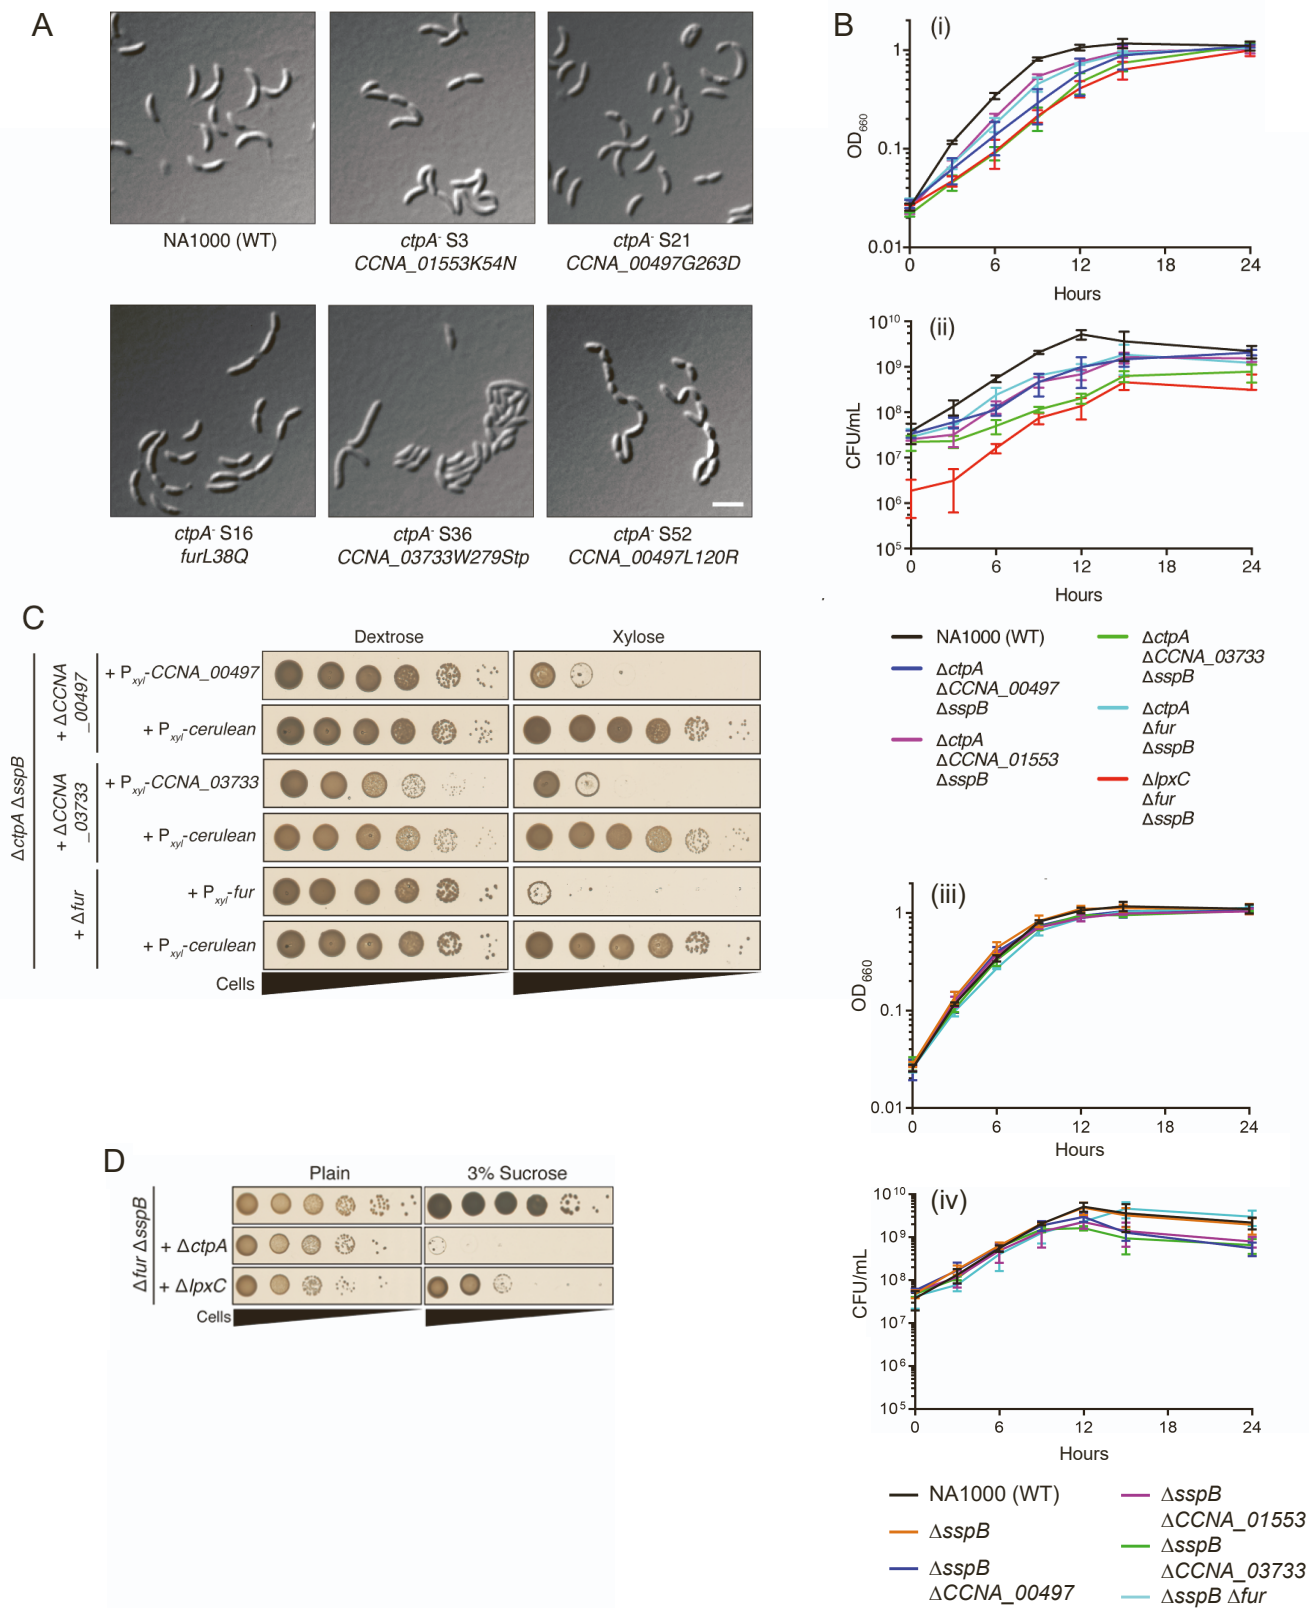 A
NA1000 (WT)
ctpA- S3
CCNA_01553K54N
ctpA- S21
CCNA_00497G263D
ctpA- S16
furL38Q
ctpA- S36
CCNA_03733W279Stp
ctpA- S52
CCNA_00497L120R
B
(i)
OD660
1
0.1
0.01
0 6 12 18 24
Hours
(ii)
CFU/mL
10^10
10^9
10^8
10^7
10^6
10^5
0 6 12 18 24
Hours
NA1000 (WT)
ΔctpA
ΔCCNA_00497
ΔsspB
ΔctpA
ΔCCNA_01553
ΔsspB
ΔctpA
ΔCCNA_03733
ΔsspB
ΔctpA
Δfur
ΔsspB
ΔlpxC
Δfur
ΔsspB
(iii)
OD660
1
0.1
0.01
0 6 12 18 24
Hours
(iv)
CFU/mL
10^10
10^9
10^8
10^7
10^6
10^5
0 6 12 18 24
Hours
NA1000 (WT)
ΔsspB
ΔsspB
ΔCCNA_00497
ΔsspB
ΔCCNA_01553
ΔsspB
ΔCCNA_03733
ΔsspB Δfur
C
Dextrose
Xylose
ΔctpA ΔsspB
+ ΔCCNA
_00497
+ Pxyl-CCNA_00497
+ Pxyl-cerulean
+ ΔCCNA
_03733
+ Pxyl-CCNA_03733
+ Pxyl-cerulean
+ Δfur
+ Pxyl-fur
+ Pxyl-cerulean
Cells
D
Plain
3% Sucrose
Δfur ΔsspB
+ ΔctpA
+ ΔlpxC
Cells